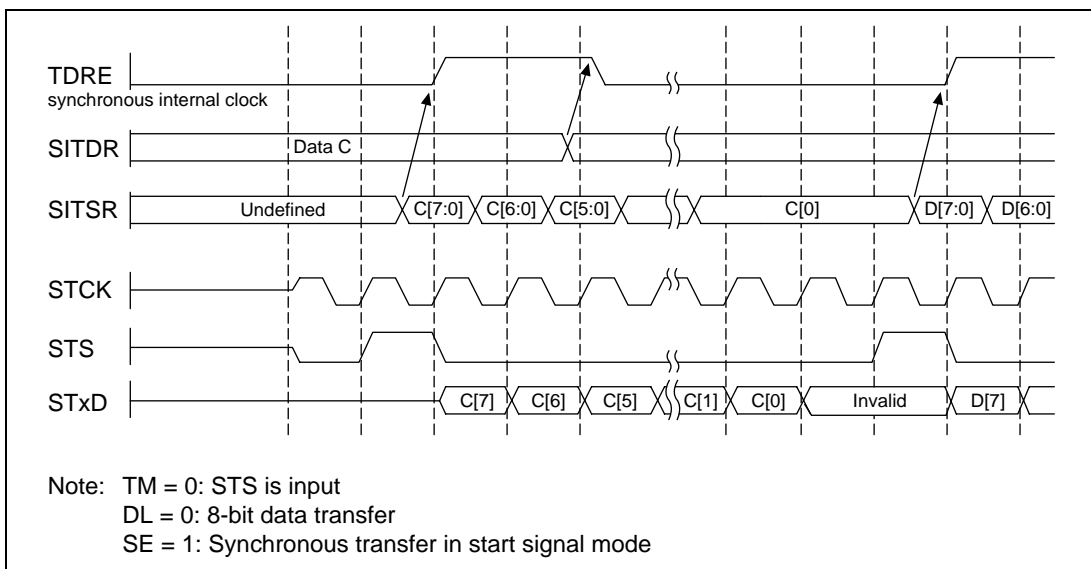 TDRE
synchronous internal clock
SITDR
Data C
SITSR
Undefined
C[7:0]
C[6:0]
C[5:0]
C[0]
D[7:0]
D[6:0]
STCK
STS
STxD
C[7]
C[6]
C[5]
C[1]
C[0]
Invalid
D[7]
Note: TM = 0: STS is input
DL = 0: 8-bit data transfer
SE = 1: Synchronous transfer in start signal mode